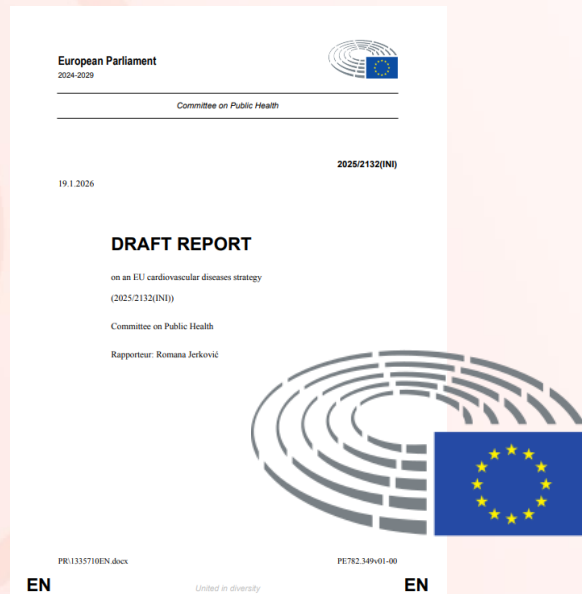 European Parliament
2024-2029
Committee on Public Health
2025/2132(INI)
19.1.2026
DRAFT REPORT
on an EU cardiovascular diseases strategy
(2025/2132(INI))
Committee on Public Health
Rapporteur: Romana Jerković
PR\1335710EN.docx PE782.349v01-00
EN United in diversity EN